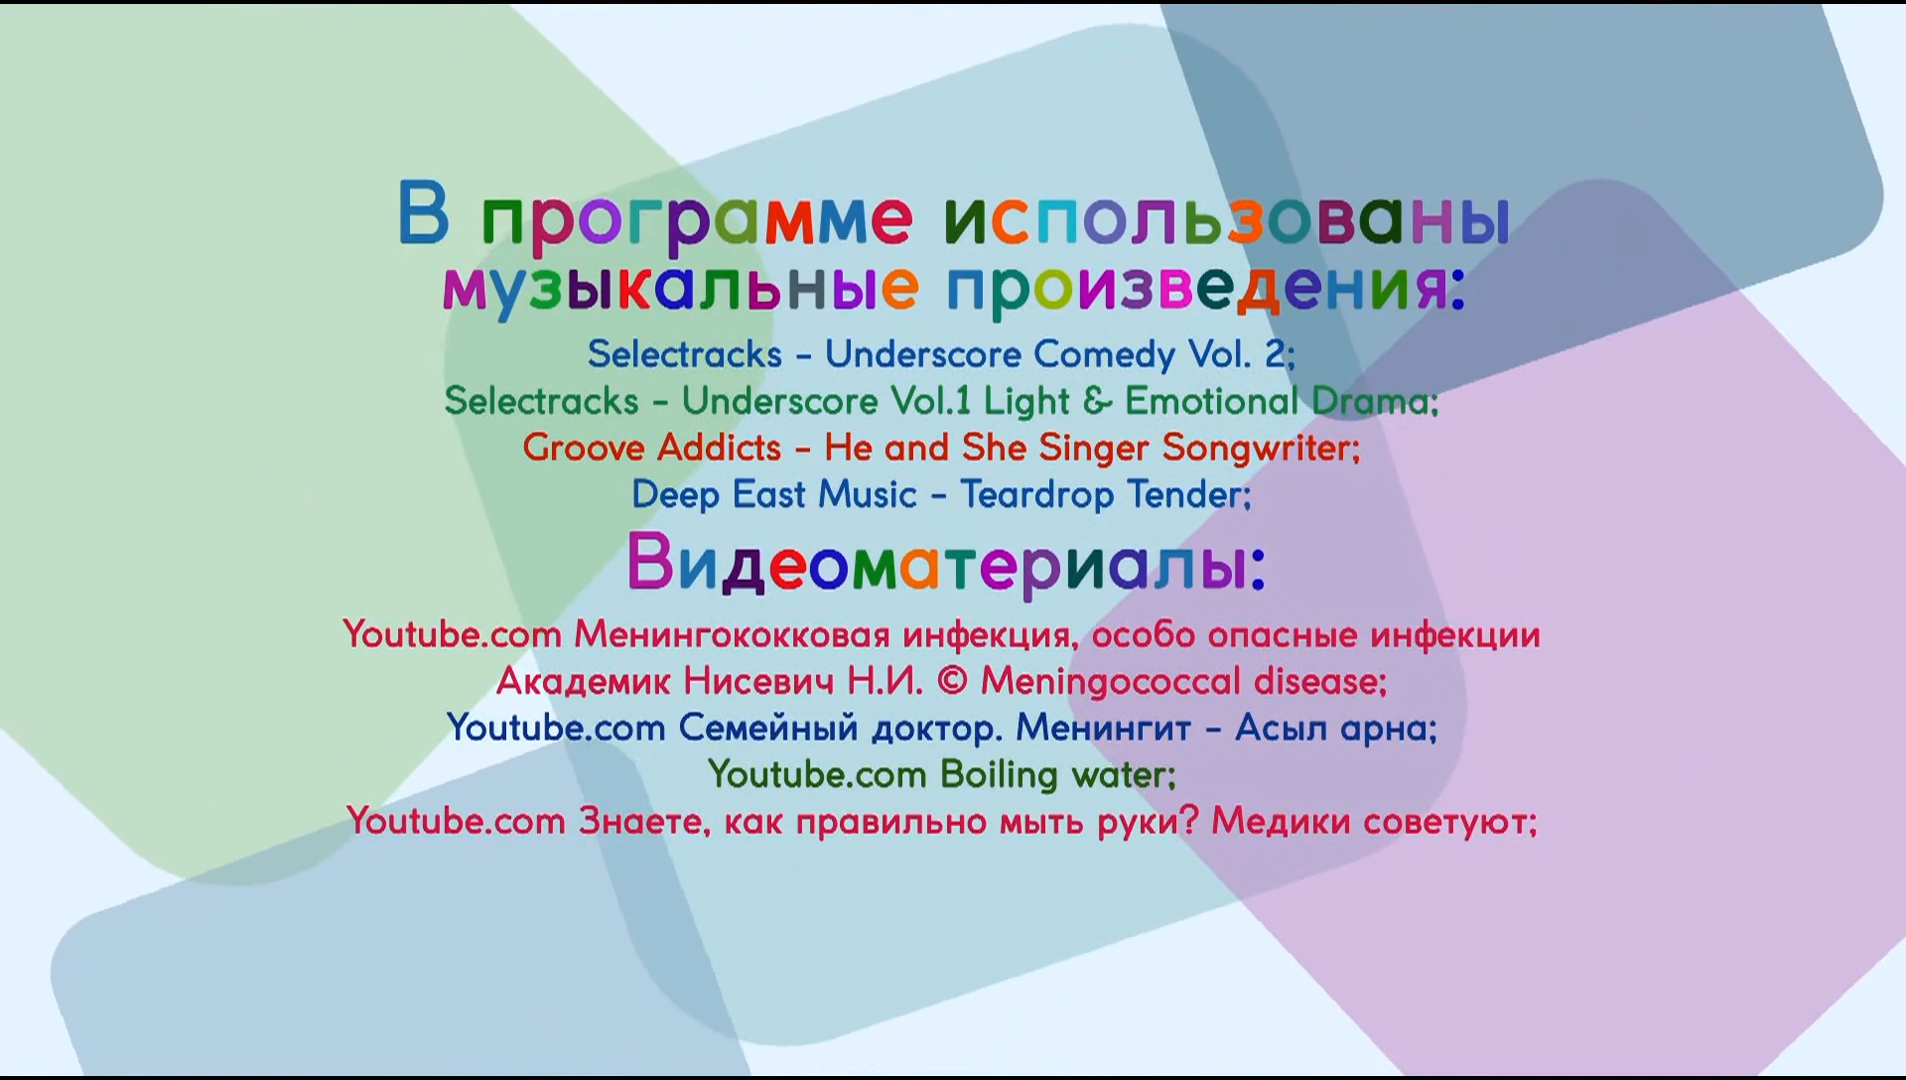 В программе использованы
музыкальные произведения:
Selectracks - Underscore Comedy Vol. 2;
Selectracks - Underscore Vol.1 Light & Emotional Drama;
Groove Addicts - He and She Singer Songwriter;
Deep East Music - Teardrop Tender;
Видеоматериалы:
Youtube.com Менингококковая инфекция, особо опасные инфекции
Академик Нисевич Н.И. © Meningococcal disease;
Youtube.com Семейный доктор. Менингит - Асыл арна;
Youtube.com Boiling water;
Youtube.com Знаете, как правильно мыть руки? Медики советуют;